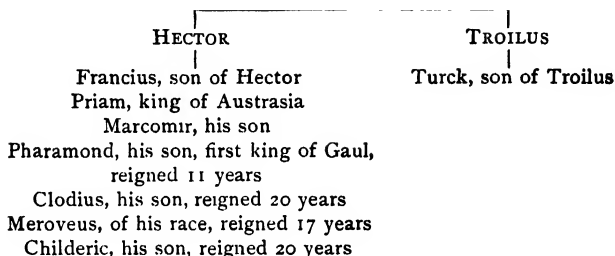 HECTOR TROILUS
Francius, son of Hector Turck, son of Troilus
Priam, king of Austrasia
Marcomir, his son
Pharamond, his son, first king of Gaul,
reigned 11 years
Clodius, his son, reigned 20 years
Meroveus, of his race, reigned 17 years
Childeric, his son, reigned 20 years